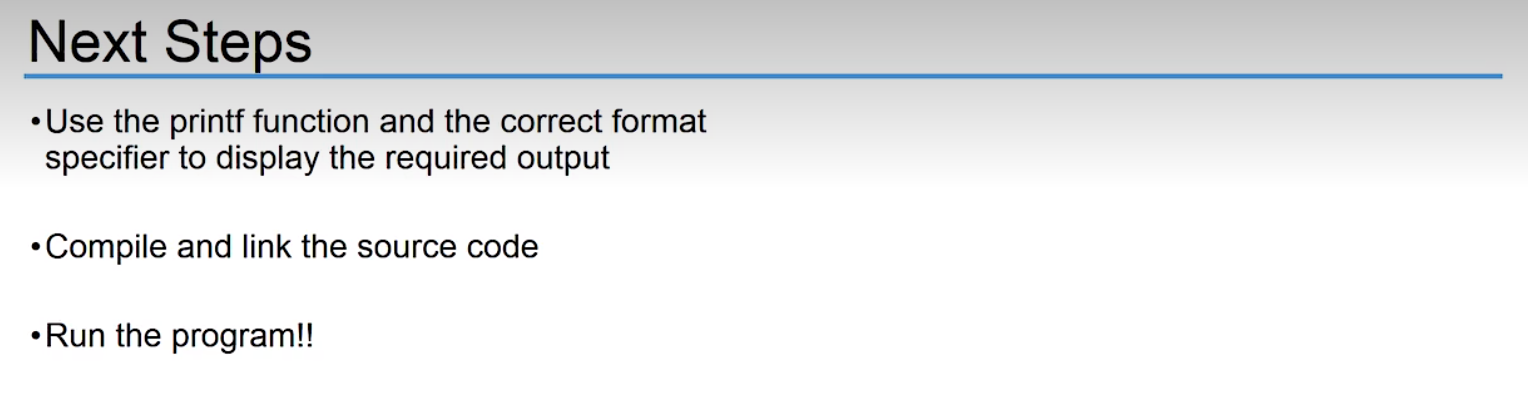 Next Steps
•Use the printf function and the correct format
specifier to display the required output
•Compile and link the source code
•Run the program!!